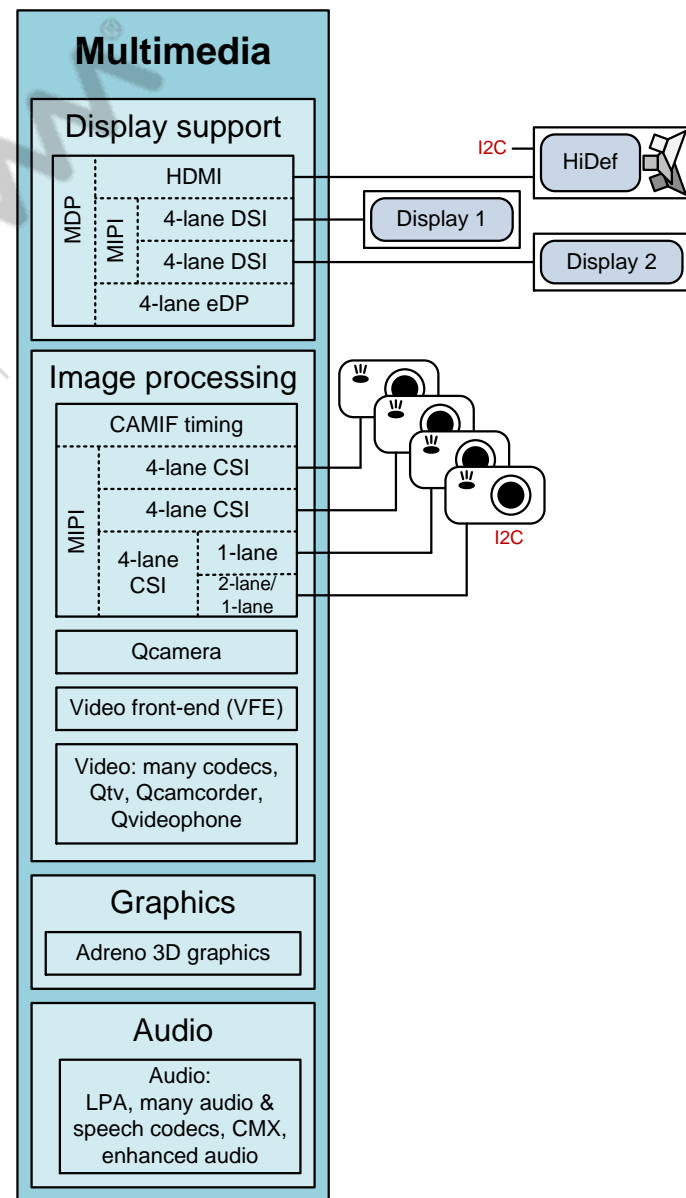 Multimedia
Display support
MDP
HDMI
MIPI
4-lane DSI
4-lane DSI
4-lane eDP
I2C
HiDef
Display 1
Display 2
Image processing
CAMIF timing
MIPI
4-lane CSI
4-lane CSI
4-lane
CSI
1-lane
2-lane/
1-lane
I2C
Qcamera
Video front-end (VFE)
Video: many codecs,
Qtv, Qcamcorder,
Qvideophone
Graphics
Adreno 3D graphics
Audio
Audio:
LPA, many audio &
speech codecs, CMX,
enhanced audio